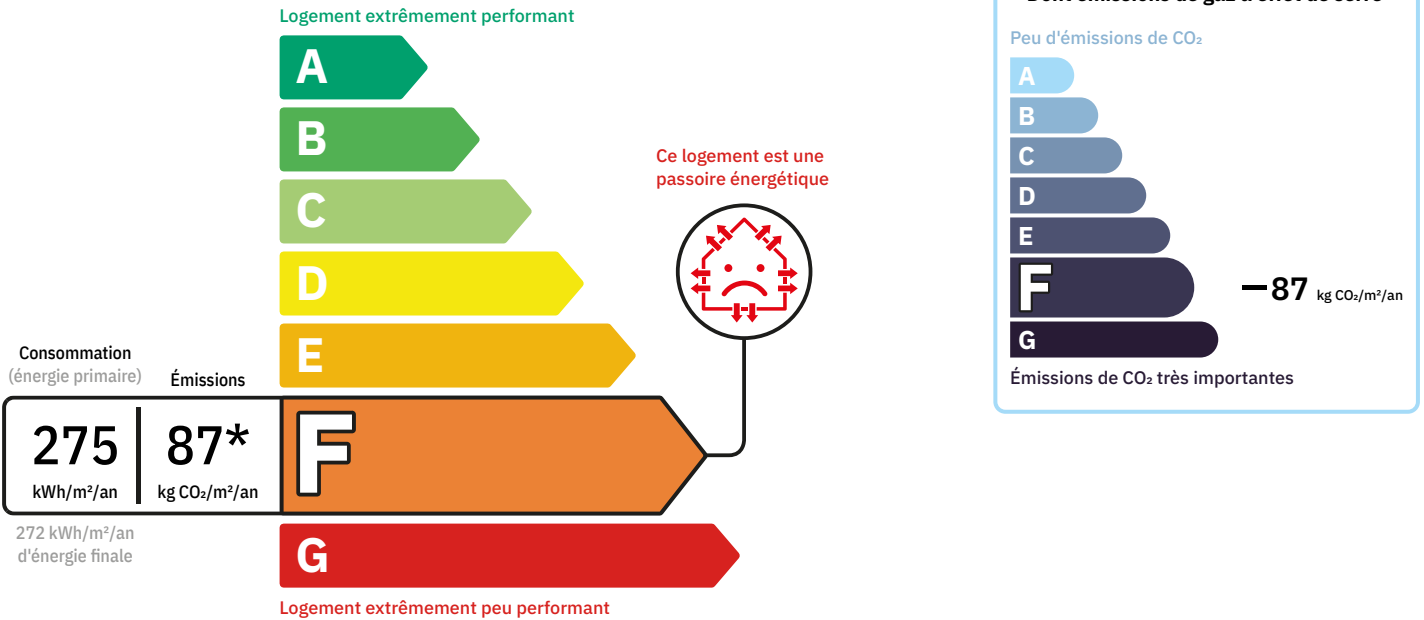 Logement extrêmement performant
A
B
C
D
E
F
G
Logement extrêmement peu performant
Consommation
(énergie primaire)
Émissions
275
kWh/m²/an
87*
kg CO₂/m²/an
272 kWh/m²/an
d'énergie finale
Ce logement est une
passoire énergétique
Peu d'émissions de CO₂
A
B
C
D
E
F
G
87 kg CO₂/m²/an
Émissions de CO₂ très importantes